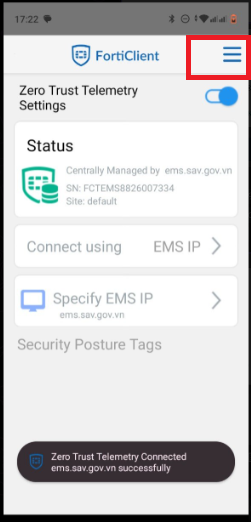 17:22
FortiClient
Zero Trust Telemetry
Settings
Status
Centrally Managed by ems.sav.gov.vn
SN: FCTEMS8826007334
Site: default
Connect using EMS IP
Specify EMS IP
ems.sav.gov.vn
Security Posture Tags
Zero Trust Telemetry Connected
ems.sav.gov.vn successfully